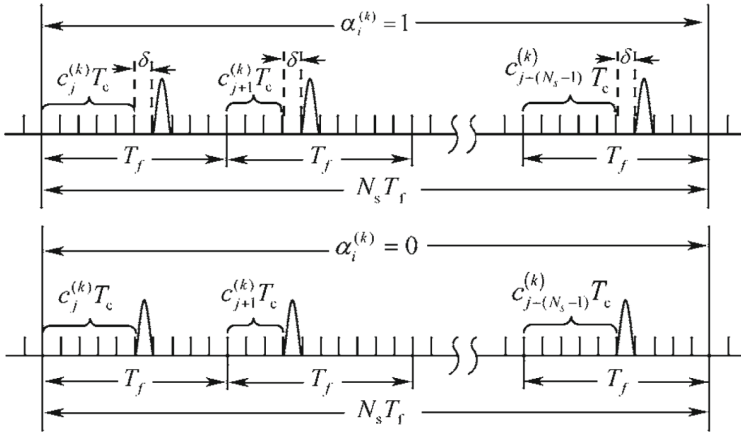 α_i^{(k)} = 1
δ δ δ
c_j^{(k)} T_c c_{j+1}^{(k)} T_c c_{j-(N_s-1)}^{(k)} T_c
T_f T_f T_f
N_s T_f
α_i^{(k)} = 0
c_j^{(k)} T_c c_{j+1}^{(k)} T_c c_{j-(N_s-1)}^{(k)} T_c
T_f T_f T_f
N_s T_f